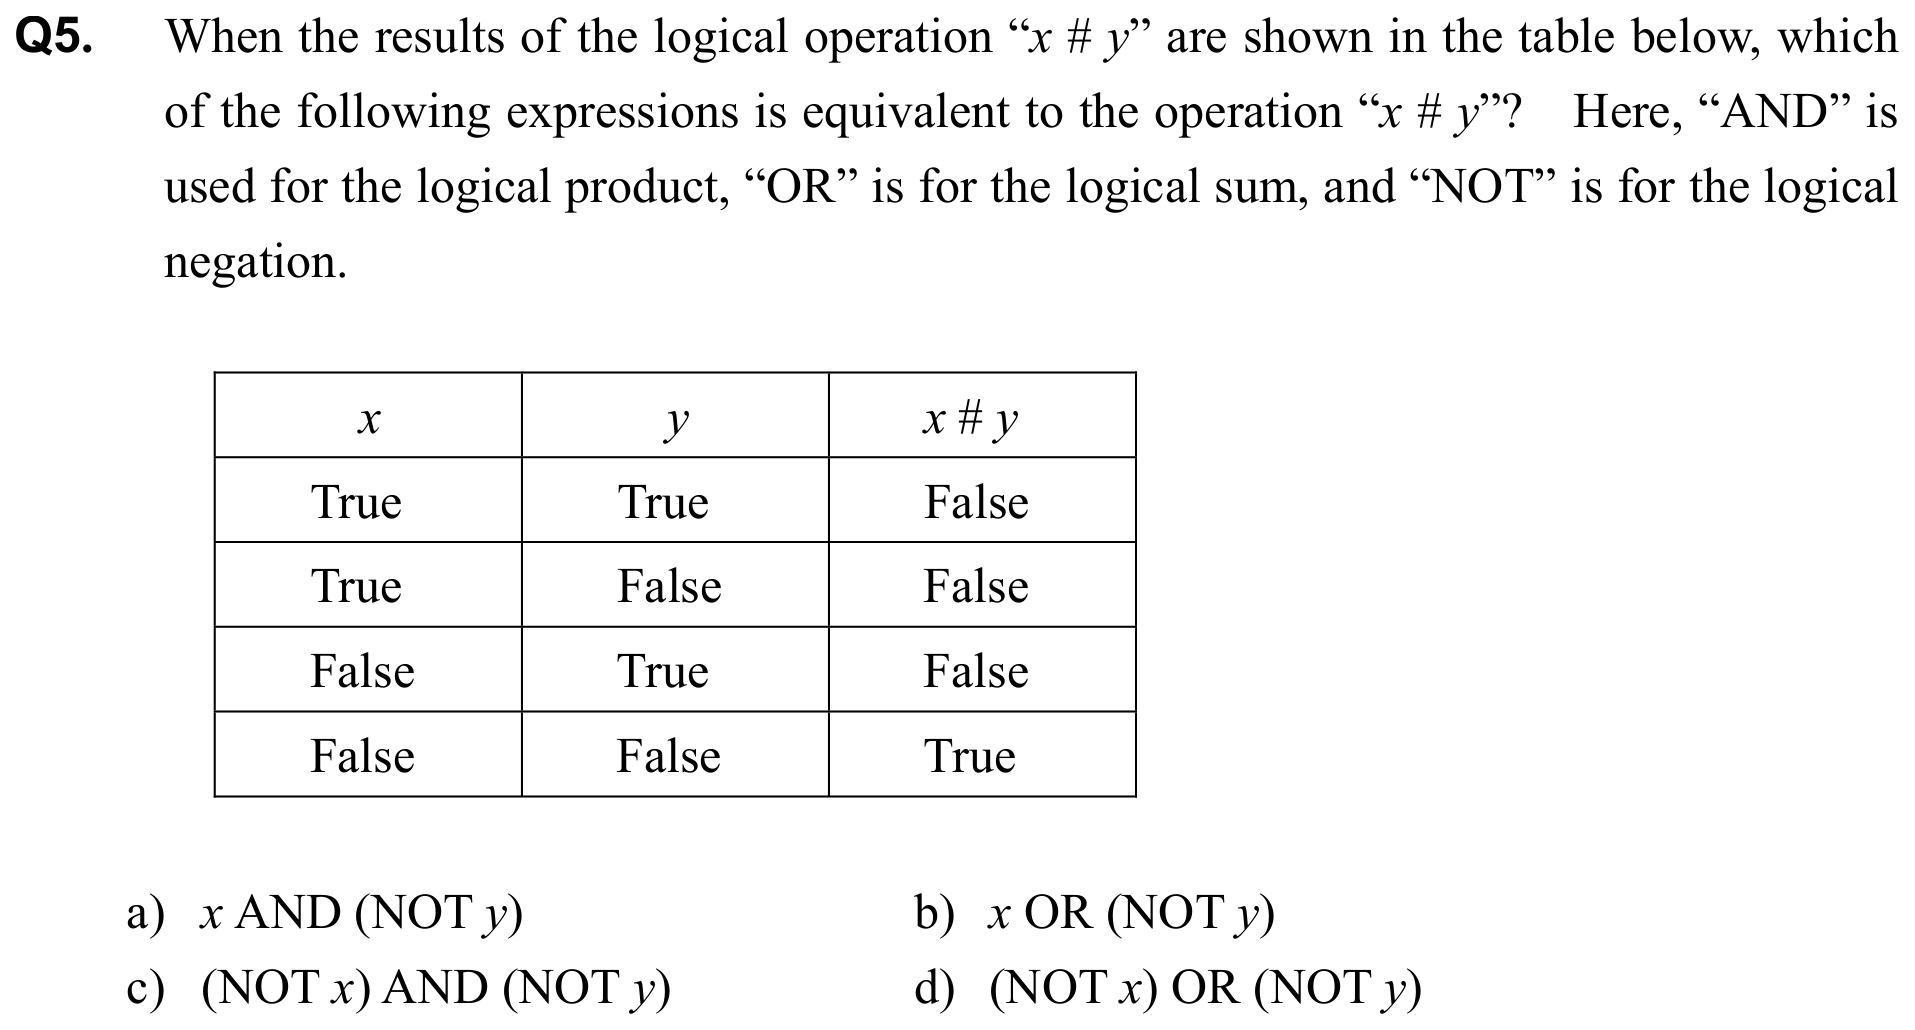 Q5. When the results of the logical operation “x # y” are shown in the table below, which
of the following expressions is equivalent to the operation “x # y”? Here, “AND” is
used for the logical product, “OR” is for the logical sum, and “NOT” is for the logical
negation.
x y x # y
True True False
True False False
False True False
False False True
a) x AND (NOT y) b) x OR (NOT y)
c) (NOT x) AND (NOT y) d) (NOT x) OR (NOT y)